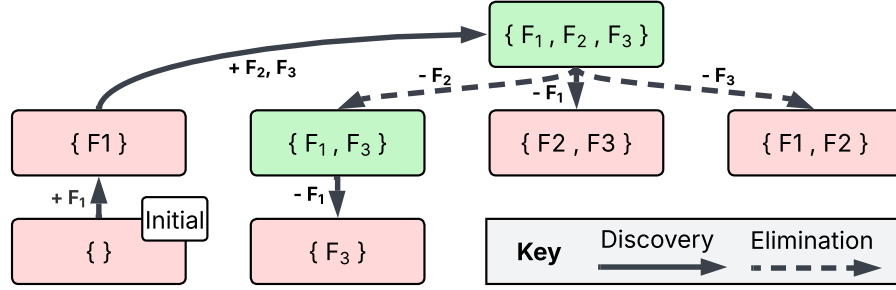 { F₁ , F₂ , F₃ }
+ F₂, F₃
- F₂
- F₁
- F₃
{ F1 }
{ F₁ , F₃ }
{ F2 , F3 }
{ F1 , F2 }
+ F₁
- F₁
Initial
{ }
{ F₃ }
Key
Discovery
Elimination